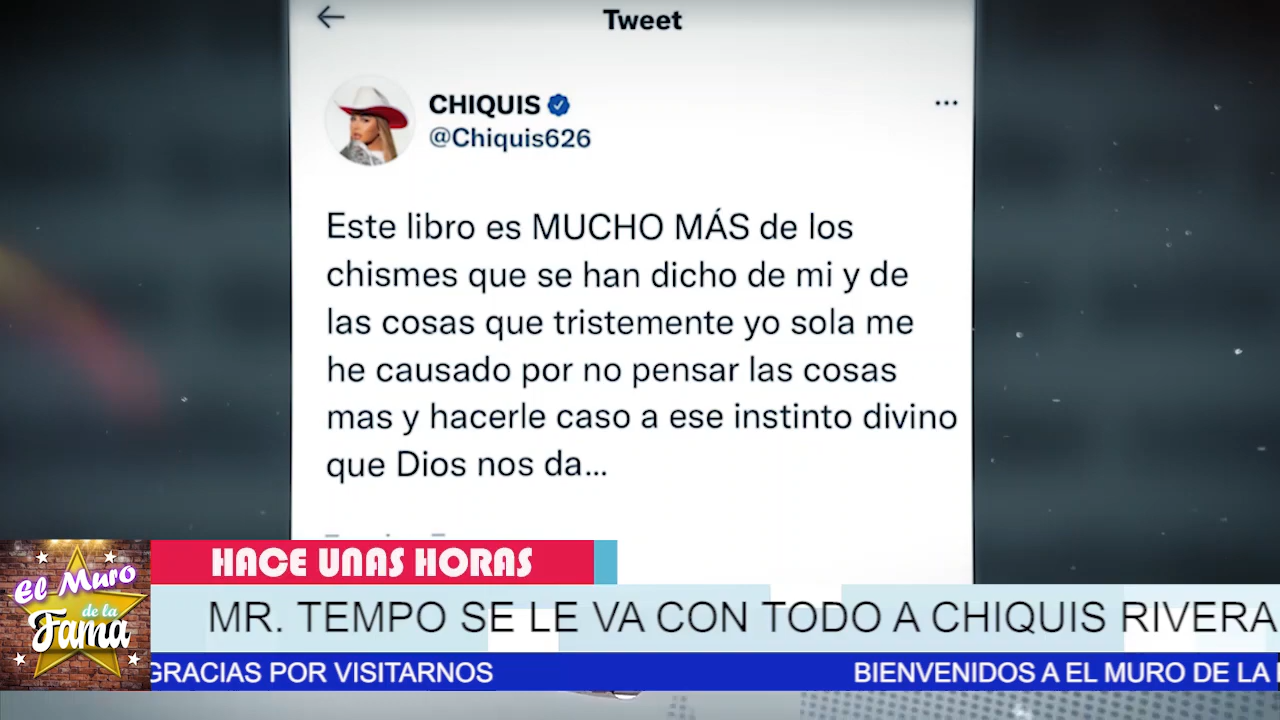 Tweet
CHIQUIS
@Chiquis626
Este libro es MUCHO MÁS de los
chismes que se han dicho de mi y de
las cosas que tristemente yo sola me
he causado por no pensar las cosas
mas y hacerle caso a ese instinto divino
que Dios nos da...
HACE UNAS HORAS
MR. TEMPO SE LE VA CON TODO A CHIQUIS RIVERA
El Muro
de la
Fama
GRACIAS POR VISITARNOS
BIENVENIDOS A EL MURO DE LA